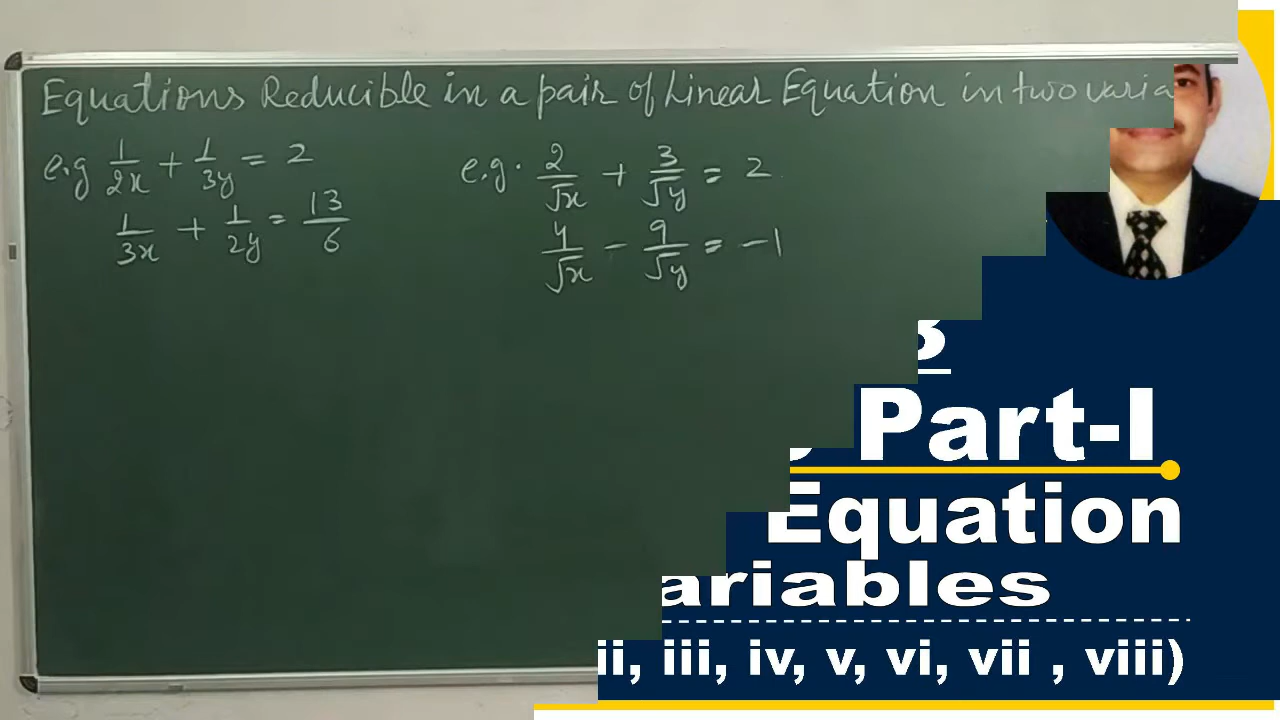 Equations Reducible in a pair of Linear Equation in two varia
e.g 1/2x + 1/3y = 2
1/3x + 1/2y = 13/6
e.g. 2/√x + 3/√y = 2
4/√x - 9/√y = -1
3
Part-I
Equation
ariables
ii, iii, iv, v, vi, vii , viii)